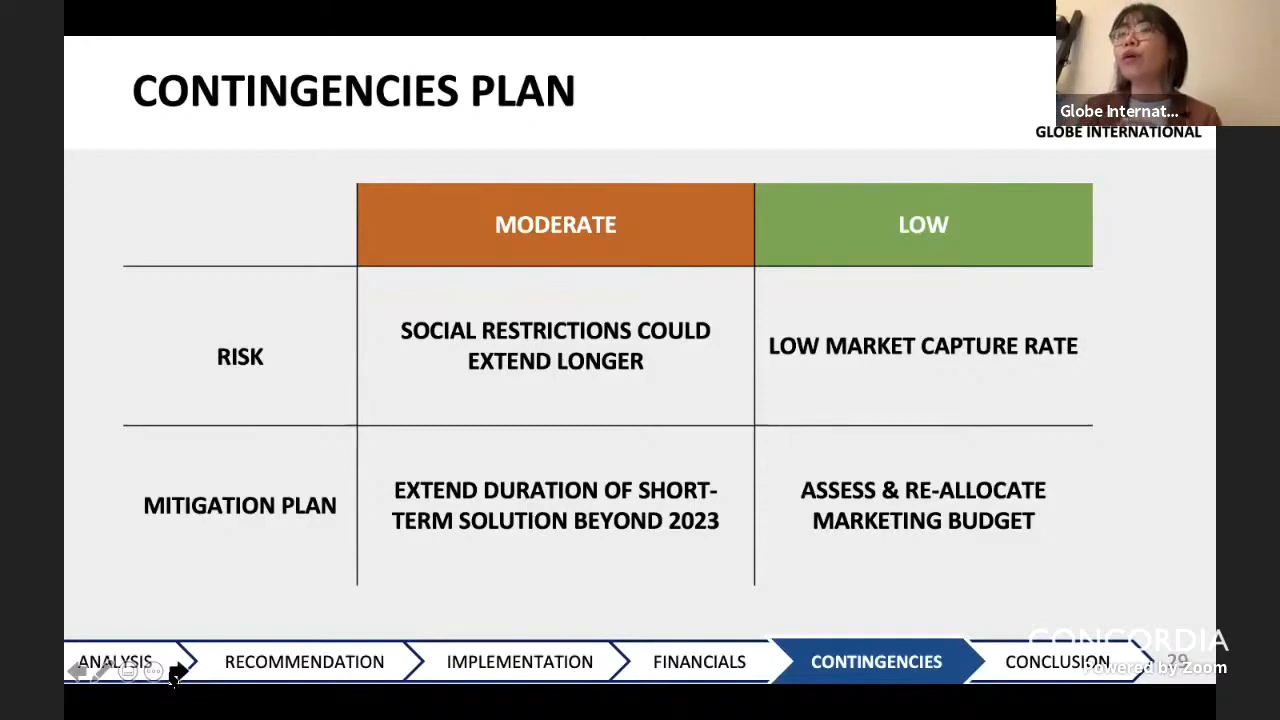 CONTINGENCIES PLAN
Globe Internat...
GLOBE INTERNATIONAL
MODERATE
LOW
RISK
SOCIAL RESTRICTIONS COULD
EXTEND LONGER
LOW MARKET CAPTURE RATE
MITIGATION PLAN
EXTEND DURATION OF SHORT-
TERM SOLUTION BEYOND 2023
ASSESS & RE-ALLOCATE
MARKETING BUDGET
CONCORDIA
ANALYSIS
RECOMMENDATION
IMPLEMENTATION
FINANCIALS
CONTINGENCIES
CONCLUSION
29
Powered by Zoom